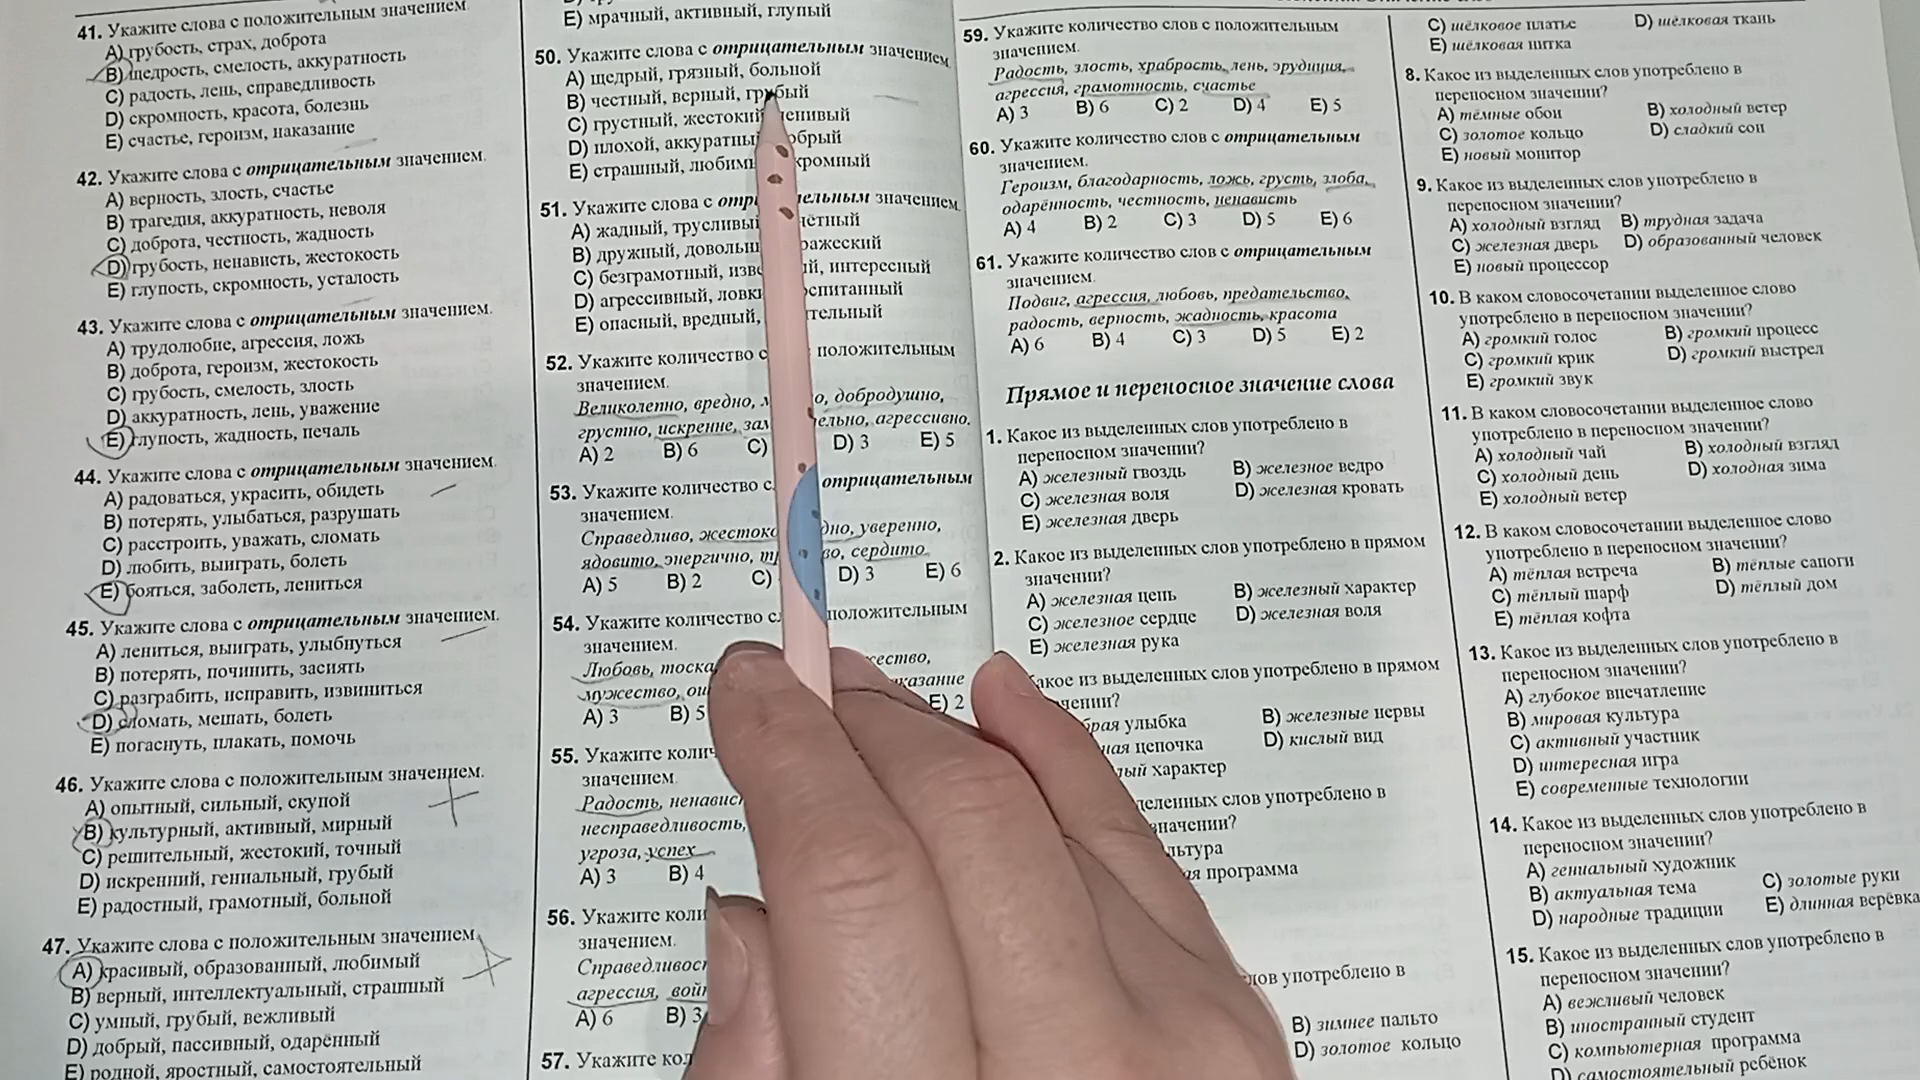 41. Укажите слова с положительным значением
A) грубость, страх, доброта
B) щедрость, смелость, аккуратность
C) радость, лень, справедливость
D) скромность, красота, болезнь
E) счастье, героизм, наказание
42. Укажите слова с отрицательным значением.
A) верность, злость, счастье
B) трагедия, аккуратность, неволя
C) доброта, честность, жадность
D) грубость, ненависть, жестокость
E) глупость, скромность, усталость
43. Укажите слова с отрицательным значением.
A) трудолюбие, агрессия, ложь
B) доброта, героизм, жестокость
C) грубость, смелость, злость
D) аккуратность, лень, уважение
E) глупость, жадность, печаль
44. Укажите слова с отрицательным значением.
A) радоваться, украсить, обидеть
B) потерять, улыбаться, разрушать
C) расстроить, уважать, сломать
D) любить, выиграть, болеть
E) бояться, заболеть, лениться
45. Укажите слова с отрицательным значением.
A) лениться, выиграть, улыбнуться
B) потерять, починить, засиять
C) разграбить, исправить, извиниться
D) сломать, мешать, болеть
E) погаснуть, плакать, помочь
46. Укажите слова с положительным значением.
A) опытный, сильный, скупой
B) культурный, активный, мирный
C) решительный, жестокий, точный
D) искренний, гениальный, грубый
E) радостный, грамотный, больной
47. Укажите слова с положительным значением.
A) красивый, образованный, любимый
B) верный, интеллектуальный, страшный
C) умный, грубый, вежливый
D) добрый, пассивный, одарённый
E) родной, яростный, самостоятельный
E) мрачный, активный, глупый
50. Укажите слова с отрицательным значением
A) щедрый, грязный, больной
B) честный, верный, грубый
C) грустный, жестокий, ленивый
D) плохой, добрый
E) страшный, скромный
51. Укажите слова с значением.
A) жадный,
B) дружный,
C) безграмотный, интересный
D) агрессивный,
E) опасный, вредный,
52. Укажите количество положительным
значением.
Великолепно, вредно, добродушно,
грустно, искренне, агрессивно.
A) 2 B) 6 C) D) 3 E) 5
53. Укажите количество отрицательным
значением.
Справедливо, уверенно,
ядовито, энергично, сердито
A) 5 B) 2 C) D) 3 E) 6
54. Укажите количество положительным
значением.
Любовь, тоска
мужество,
A) 3 B) 5 E) 2
55. Укажите
значением
Радость,
несправедливость,
угроза, успех
A) 3 B) 4
56. Укажите
значением.
агрессия,
A) 6 B) 3
57. Укажите
59. Укажите количество слов с положительным
значением.
Радость, злость, храбрость, лень, эрудиция,
агрессия, грамотность, счастье
A) 3 B) 6 C) 2 D) 4 E) 5
60. Укажите количество слов с отрицательным
значением.
Героизм, благодарность, ложь, грусть, злоба,
одарённость, честность, ненависть
A) 4 B) 2 C) 3 D) 5 E) 6
61. Укажите количество слов с отрицательным
значением.
Подвиг, агрессия, любовь, предательство,
радость, верность, жадность, красота
A) 6 B) 4 C) 3 D) 5 E) 2
Прямое и переносное значение слова
1. Какое из выделенных слов употреблено в
переносном значении?
A) железный гвоздь B) железное ведро
C) железная воля D) железная кровать
E) железная дверь
2. Какое из выделенных слов употреблено в прямом
значении?
A) железная цепь B) железный характер
C) железное сердце D) железная воля
E) железная рука
из выделенных слов употреблено в прямом
улыбка B) железные нервы
цепочка D) кислый вид
характер
слов употреблено в
программа
употреблено в
B) зимнее пальто
D) золотое кольцо
C) шёлковое платье D) шёлковая ткань
E) шёлковая нитка
8. Какое из выделенных слов употреблено в
переносном значении?
A) тёмные обои B) холодный ветер
C) золотое кольцо D) сладкий сон
E) новый монитор
9. Какое из выделенных слов употреблено в
переносном значении?
A) холодный взгляд B) трудная задача
C) железная дверь D) образованный человек
E) новый процессор
10. В каком словосочетании выделенное слово
употреблено в переносном значении?
A) громкий голос B) громкий процесс
C) громкий крик D) громкий выстрел
E) громкий звук
11. В каком словосочетании выделенное слово
употреблено в переносном значении?
A) холодный чай B) холодный взгляд
C) холодный день D) холодная зима
E) холодный ветер
12. В каком словосочетании выделенное слово
употреблено в переносном значении?
A) тёплая встреча B) тёплые сапоги
C) тёплый шарф D) тёплый дом
E) тёплая кофта
13. Какое из выделенных слов употреблено в
переносном значении?
A) глубокое впечатление
B) мировая культура
C) активный участник
D) интересная игра
E) современные технологии
14. Какое из выделенных слов употреблено в
переносном значении?
A) гениальный художник
B) актуальная тема C) золотые руки
D) народные традиции E) длинная верёвка
15. Какое из выделенных слов употреблено в
переносном значении?
A) вежливый человек
B) иностранный студент
C) компьютерная программа
D) самостоятельный ребёнок